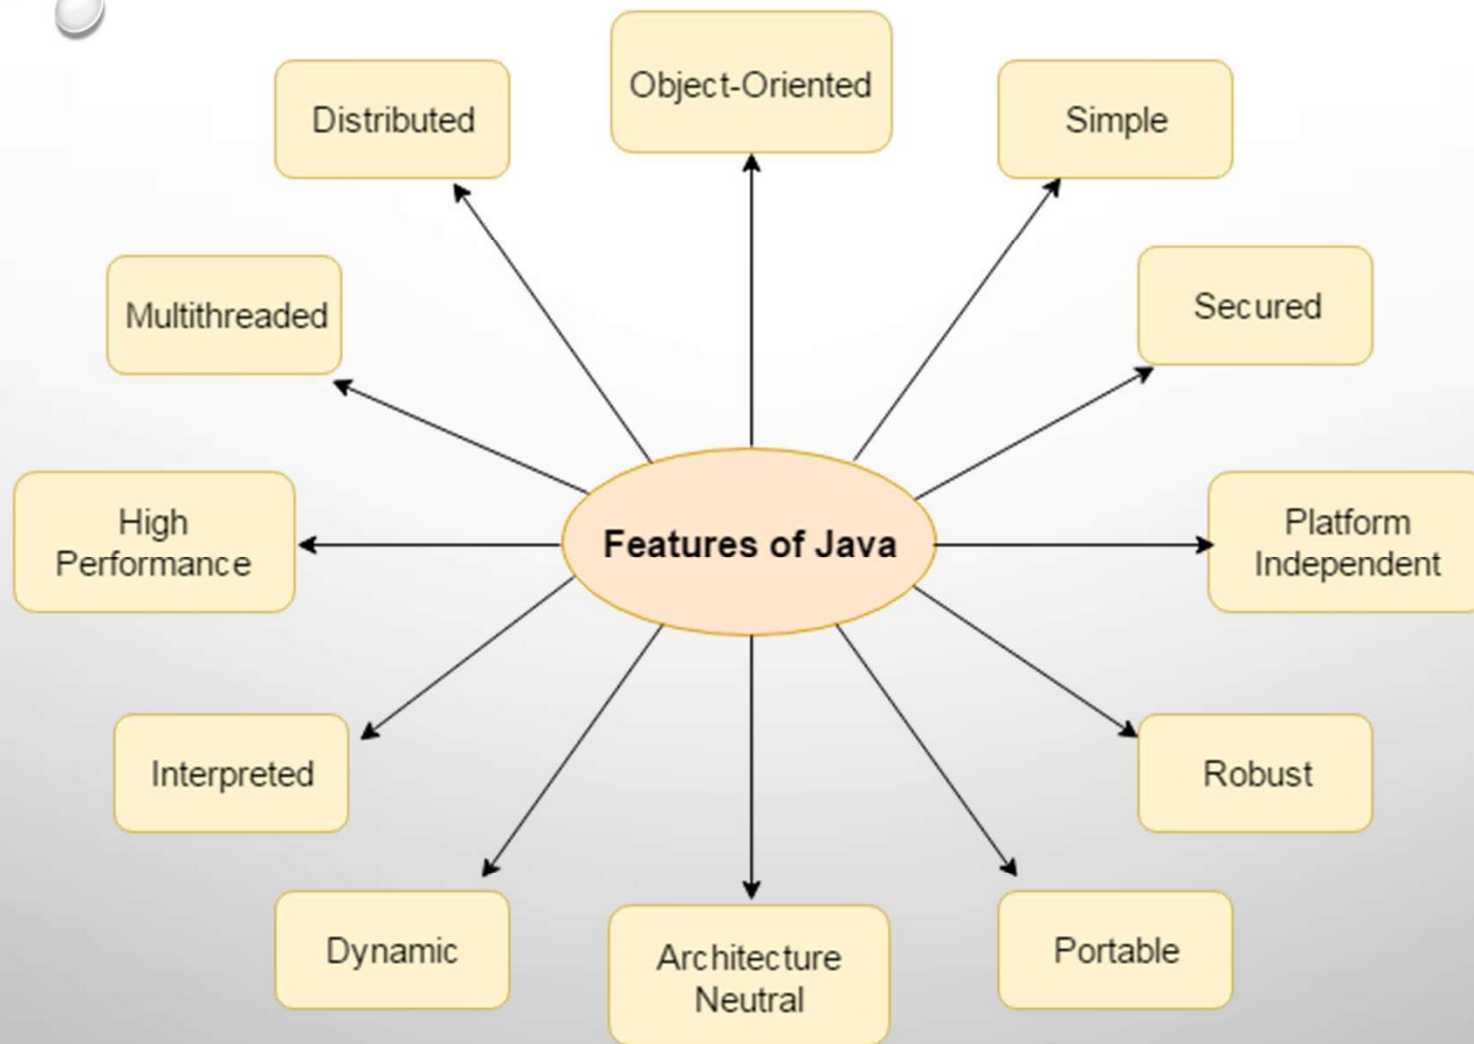 Object-Oriented
Distributed
Simple
Secured
Multithreaded
High
Performance
Features of Java
Platform
Independent
Interpreted
Robust
Dynamic
Architecture
Neutral
Portable